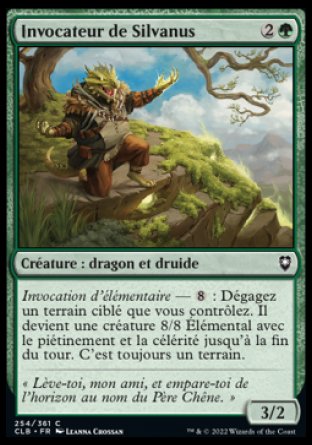 Invocateur de Silvanus 2
Créature : dragon et druide
Invocation d'élémentaire — 8 : Dégagez
un terrain ciblé que vous contrôlez. Il
devient une créature 8/8 Élémental avec
le piétinement et la célérité jusqu'à la fin
du tour. C'est toujours un terrain.
« Lève-toi, mon ami, et empare-toi de
l'horizon au nom du Père Chêne. »
3/2
254/361 C
CLB • FR Leanna Crossan
™ & © 2022 Wizards of the Coast